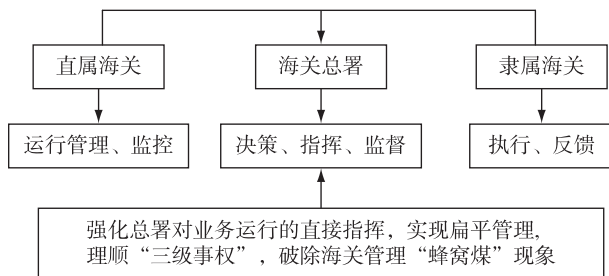 直属海关
海关总署
隶属海关
运行管理、监控
决策、指挥、监督
执行、反馈
强化总署对业务运行的直接指挥，实现扁平管理，
理顺“三级事权”，破除海关管理“蜂窝煤”现象